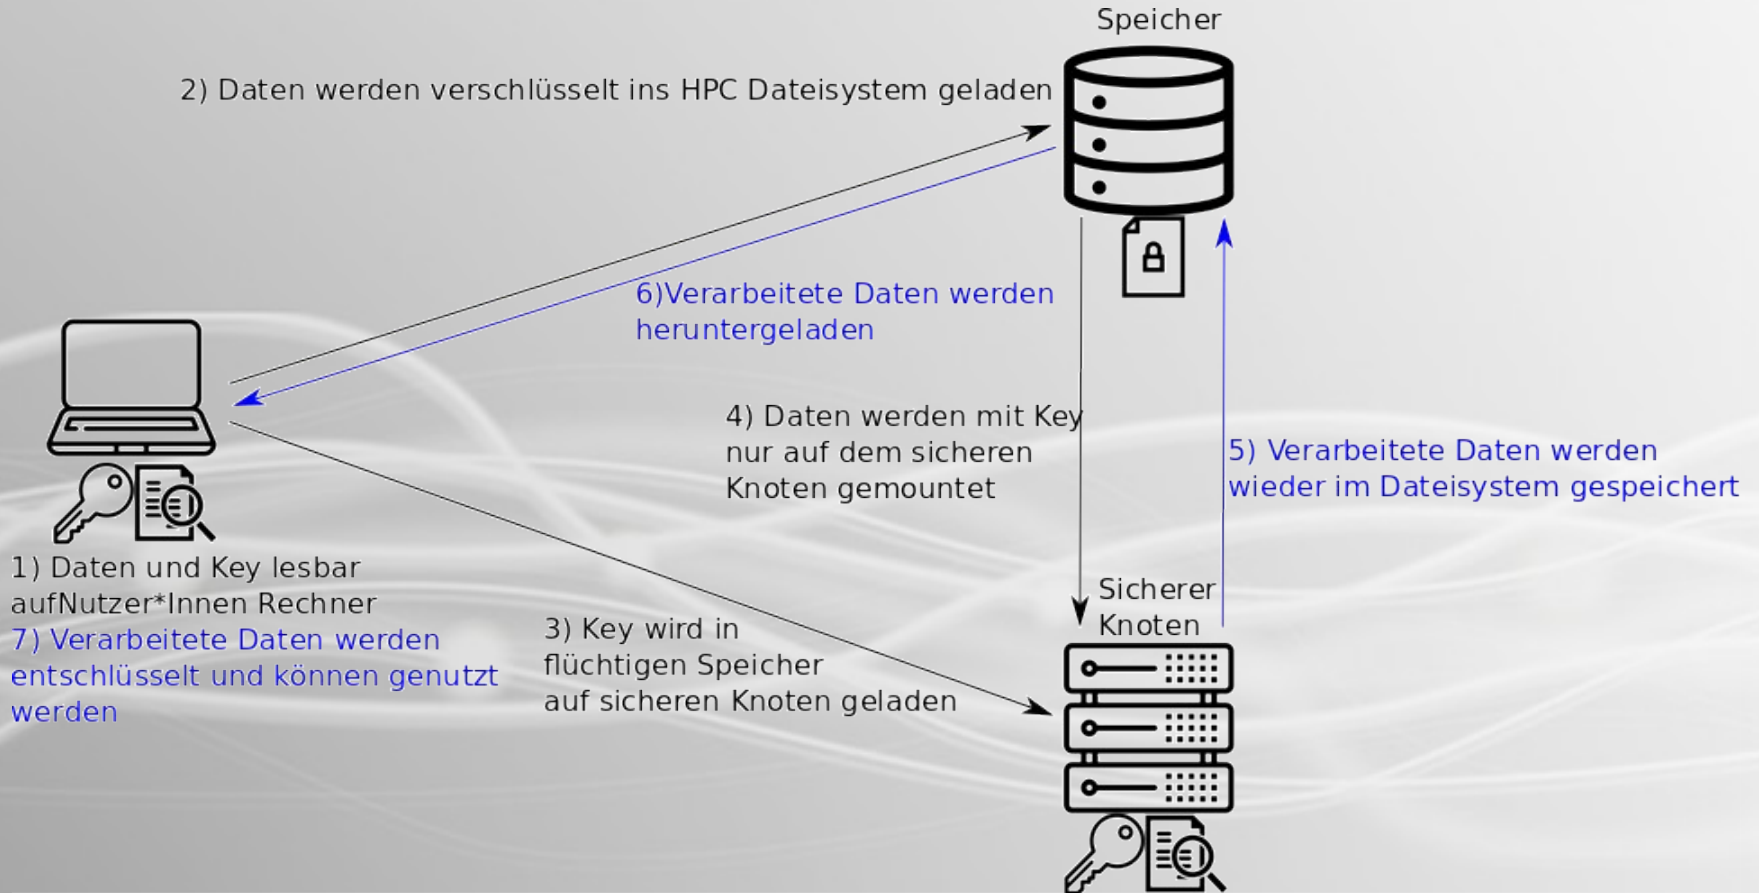 Speicher
2) Daten werden verschlüsselt ins HPC Dateisystem geladen
6)Verarbeitete Daten werden
heruntergeladen
4) Daten werden mit Key
nur auf dem sicheren
Knoten gemountet
5) Verarbeitete Daten werden
wieder im Dateisystem gespeichert
1) Daten und Key lesbar
aufNutzer*Innen Rechner
7) Verarbeitete Daten werden
entschlüsselt und können genutzt
werden
3) Key wird in
flüchtigen Speicher
auf sicheren Knoten geladen
Sicherer
Knoten